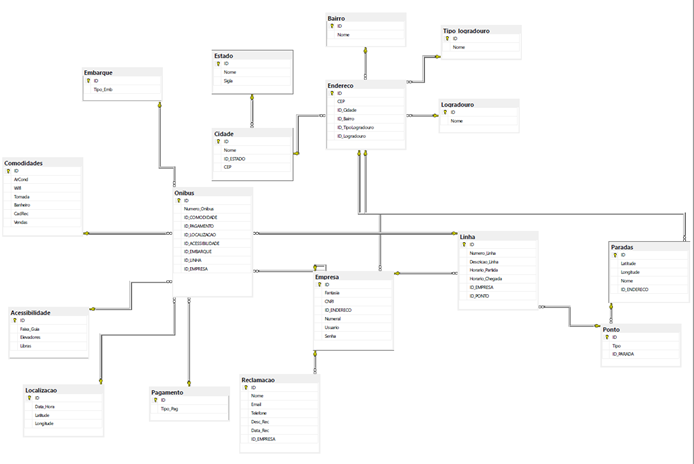 Bairro
ID
Nome
Tipo_logradouro
ID
Nome
Estado
ID
Nome
Sigla
Embarque
ID
Tipo_Emb
Endereco
ID
CEP
ID_Cidade
ID_Bairro
ID_TipoLogradouro
ID_Logradouro
Logradouro
ID
Nome
Cidade
ID
Nome
ID_ESTADO
CEP
Comodidades
ID
ArCond
Wifi
Tomada
Banheiro
CadRec
Vendas
Onibus
ID
Numero_Onibus
ID_COMODIDADE
ID_PAGAMENTO
ID_LOCALIZACAO
ID_ACESSIBILIDADE
ID_EMBARQUE
ID_LINHA
ID_EMPRESA
Linha
ID
Numero_Linha
Descricao_Linha
Horario_Partida
Horario_Chegada
ID_EMPRESA
ID_PONTO
Paradas
ID
Latitude
Longitude
Nome
ID_ENDERECO
Empresa
ID
Fantasia
CNPJ
ID_ENDERECO
Numeral
Usuario
Senha
Acessibilidade
ID
Faixa_Guia
Elevadores
Libras
Ponto
ID
Tipo
ID_PARADA
Localizacao
ID
Data_Hora
Latitude
Longitude
Pagamento
ID
Tipo_Pag
Reclamacao
ID
Nome
Email
Telefone
Desc_Rec
Data_Rec
ID_EMPRESA